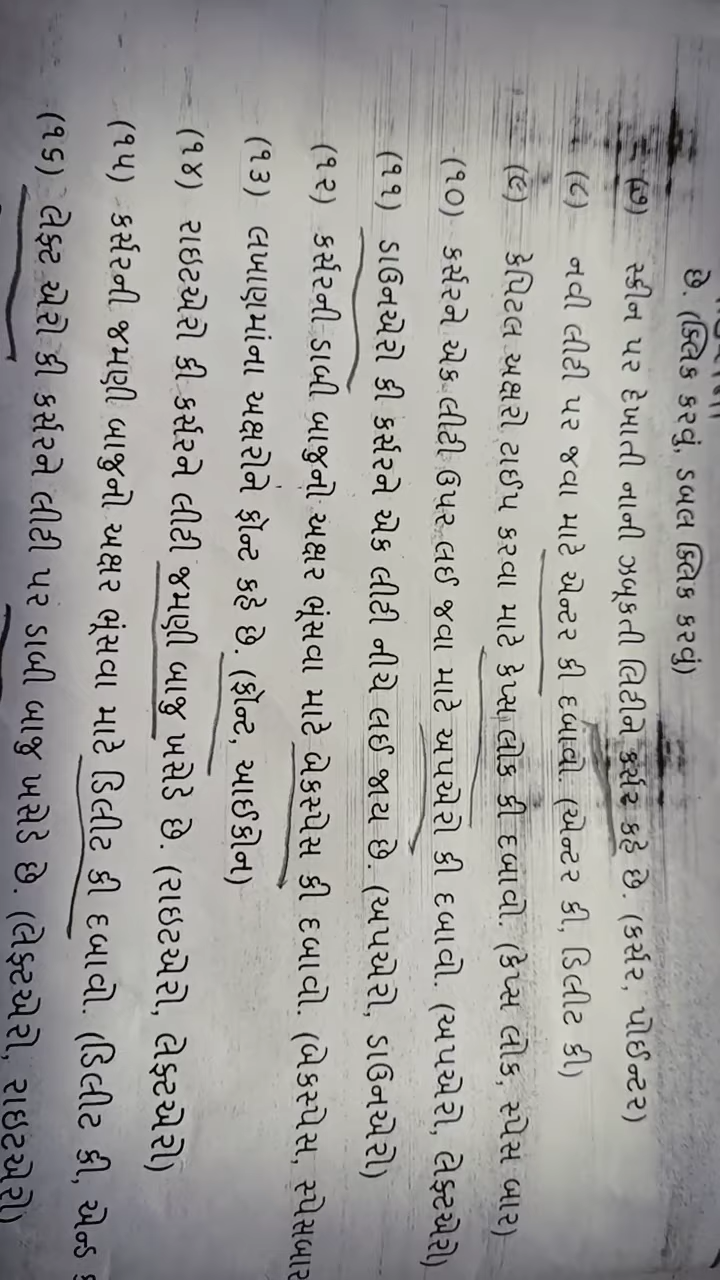 છે. (ક્લિક કરવું, ડબલ ક્લિક કરવું)
(૭) સ્ક્રીન પર દેખાતી નાની ઝબૂકતી લિટીને કર્સર કહે છે. (કર્સર, પોઈન્ટર)
(૮) નવી લીટી પર જવા માટે એન્ટર કી દબાવો. (એન્ટર કી, ડિલીટ કી)
(૯) કેપિટલ અક્ષરો ટાઈપ કરવા માટે કેપ્સ લોક કી દબાવો. (કેપ્સ લોક, સ્પેસ બાર)
(૧૦) કર્સરને એક લીટી ઉપર લઈ જવા માટે અપએરો કી દબાવો. (અપએરો, લેફ્ટએરો)
(૧૧) ડાઉનએરો કી કર્સરને એક લીટી નીચે લઈ જાય છે. (અપએરો, ડાઉનએરો)
(૧૨) કર્સરની ડાબી બાજુનો અક્ષર ભૂંસવા માટે બેકસ્પેસ કી દબાવો. (બેકસ્પેસ, સ્પેસબાર
(૧૩) લખાણમાંના અક્ષરોને ફોન્ટ કહે છે. (ફોન્ટ, આઈકોન)
(૧૪) રાઇટએરો કી કર્સરને લીટી જમણી બાજુ ખસેડે છે. (રાઇટએરો, લેફ્ટએરો)
(૧૫) કર્સરની જમણી બાજુનો અક્ષર ભૂંસવા માટે ડિલીટ કી દબાવો. (ડિલીટ કી, એન્ડ
(૧૬) લેફ્ટ એરો કી કર્સરને લીટી પર ડાબી બાજુ ખસેડે છે. (લેફ્ટએરો, રાઇટએરો)